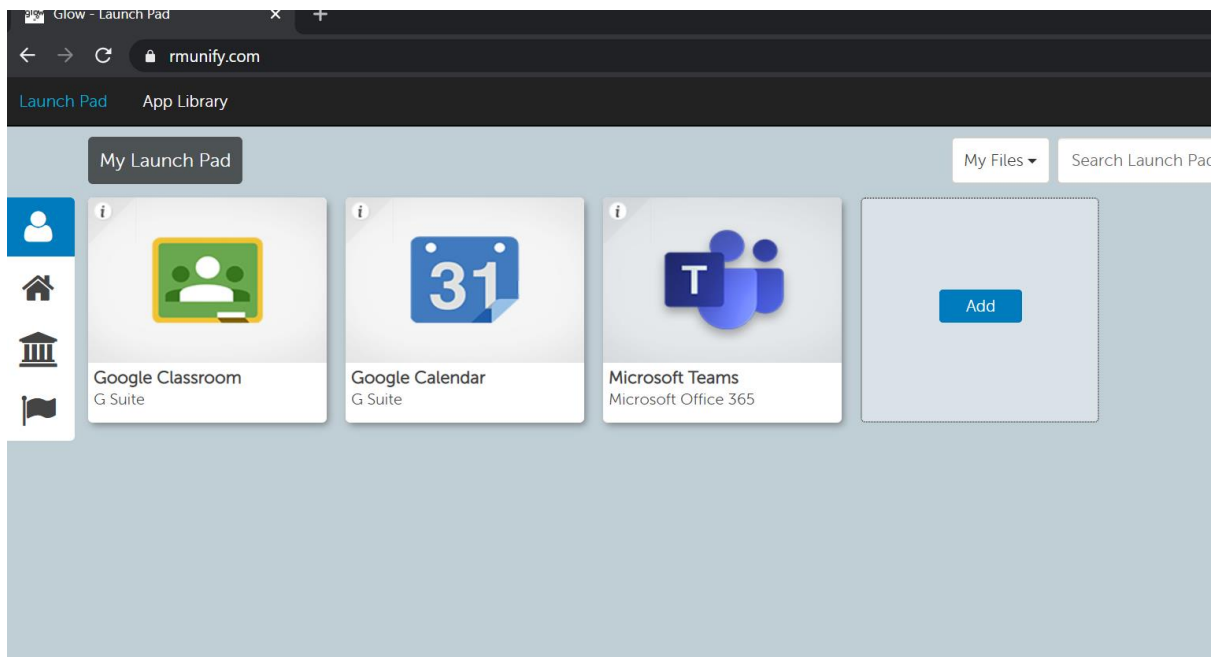 Glow - Launch Pad
rmunify.com
Launch Pad App Library
My Launch Pad My Files Search Launch Pad
i i i
31 T Add
Google Classroom Google Calendar Microsoft Teams
G Suite G Suite Microsoft Office 365